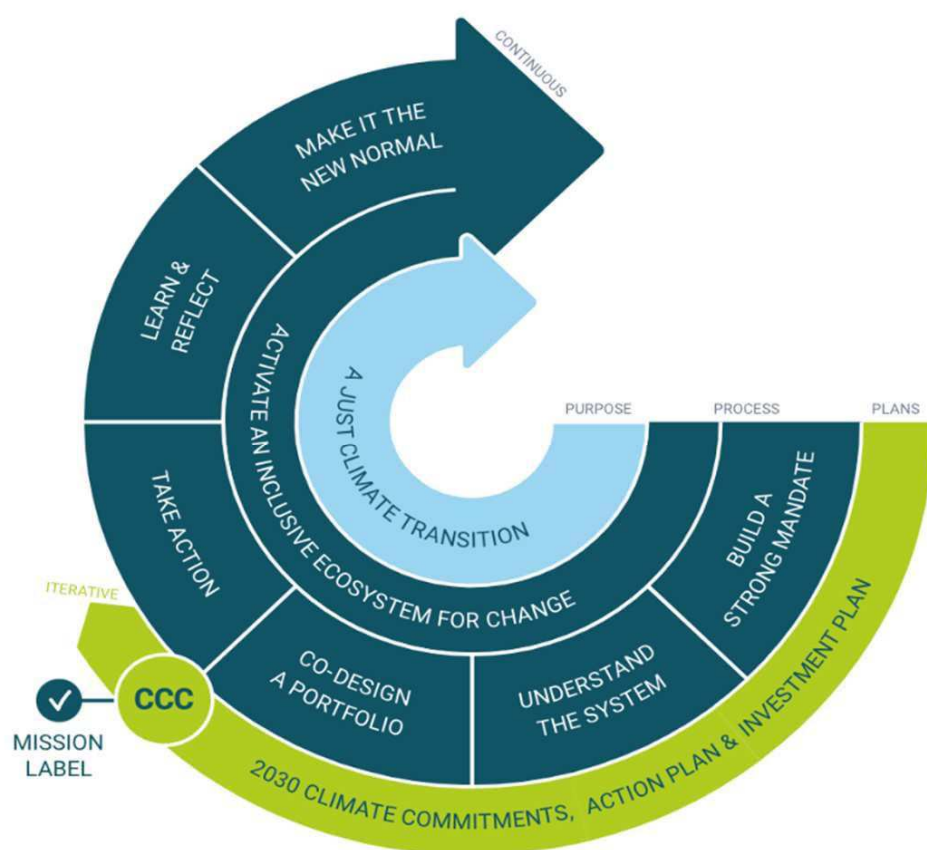 CONTINUOUS
MAKE IT THE
NEW NORMAL
LEARN &
REFLECT
ACTIVATE AN INCLUSIVE ECOSYSTEM FOR CHANGE
A JUST CLIMATE TRANSITION
PURPOSE
PROCESS
PLANS
TAKE ACTION
BUILD A
STRONG MANDATE
ITERATIVE
CO-DESIGN
A PORTFOLIO
UNDERSTAND
THE SYSTEM
CCC
MISSION
LABEL
2030 CLIMATE COMMITMENTS, ACTION PLAN & INVESTMENT PLAN